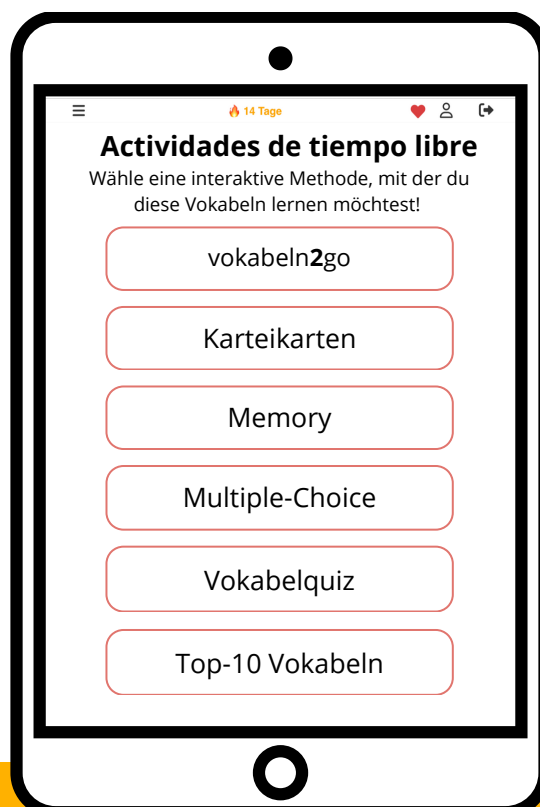 14 Tage
Actividades de tiempo libre
Wähle eine interaktive Methode, mit der du
diese Vokabeln lernen möchtest!
vokabeln2go
Karteikarten
Memory
Multiple-Choice
Vokabelquiz
Top-10 Vokabeln